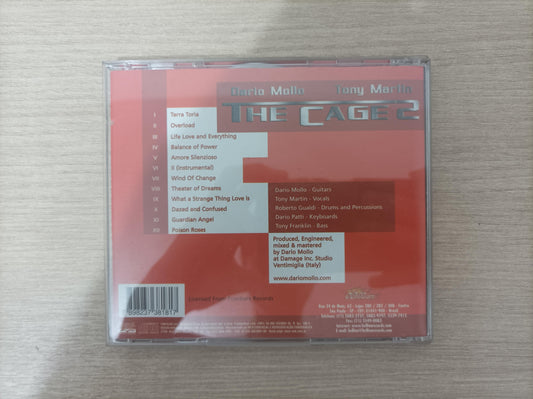 Dario Mollo Tony Martin
THE CAGE 2
I Terra Toria
II Overload
III Life Love and Everything
IV Balance of Power
V Amore Silenzioso
VI II (Instrumental)
VII Wind Of Change
VIII Theater of Dreams
IX What a Strange Thing Love is
X Dazed and Confused
XI Guardian Angel
XII Poison Roses
Dario Mollo - Guitars
Tony Martin - Vocals
Roberto Gualdi - Drums and Percussions
Dario Patti - Keyboards
Tony Franklin - Bass
Produced, Engineered,
mixed & mastered
by Dario Mollo
at Damage Inc. Studio
Ventimiglia (Italy)
www.dariomollo.com
Licensed From Frontiers Records
898237381817